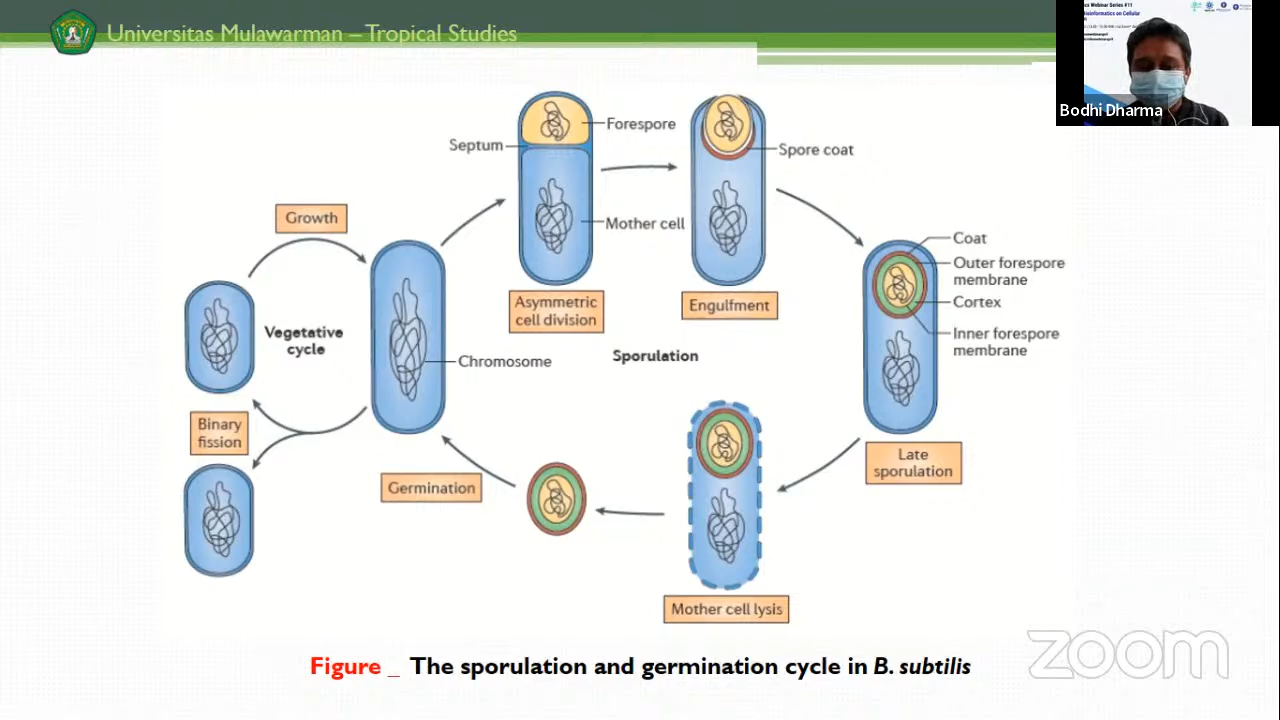 Universitas Mulawarman – Tropical Studies
Bodhi Dharma
Forespore
Septum
Spore coat
Growth
Mother cell
Coat
Outer forespore
membrane
Cortex
Inner forespore
membrane
Asymmetric
cell division
Engulfment
Vegetative
cycle
Chromosome
Sporulation
Binary
fission
Late
sporulation
Germination
Mother cell lysis
Figure _ The sporulation and germination cycle in B. subtilis
zoom